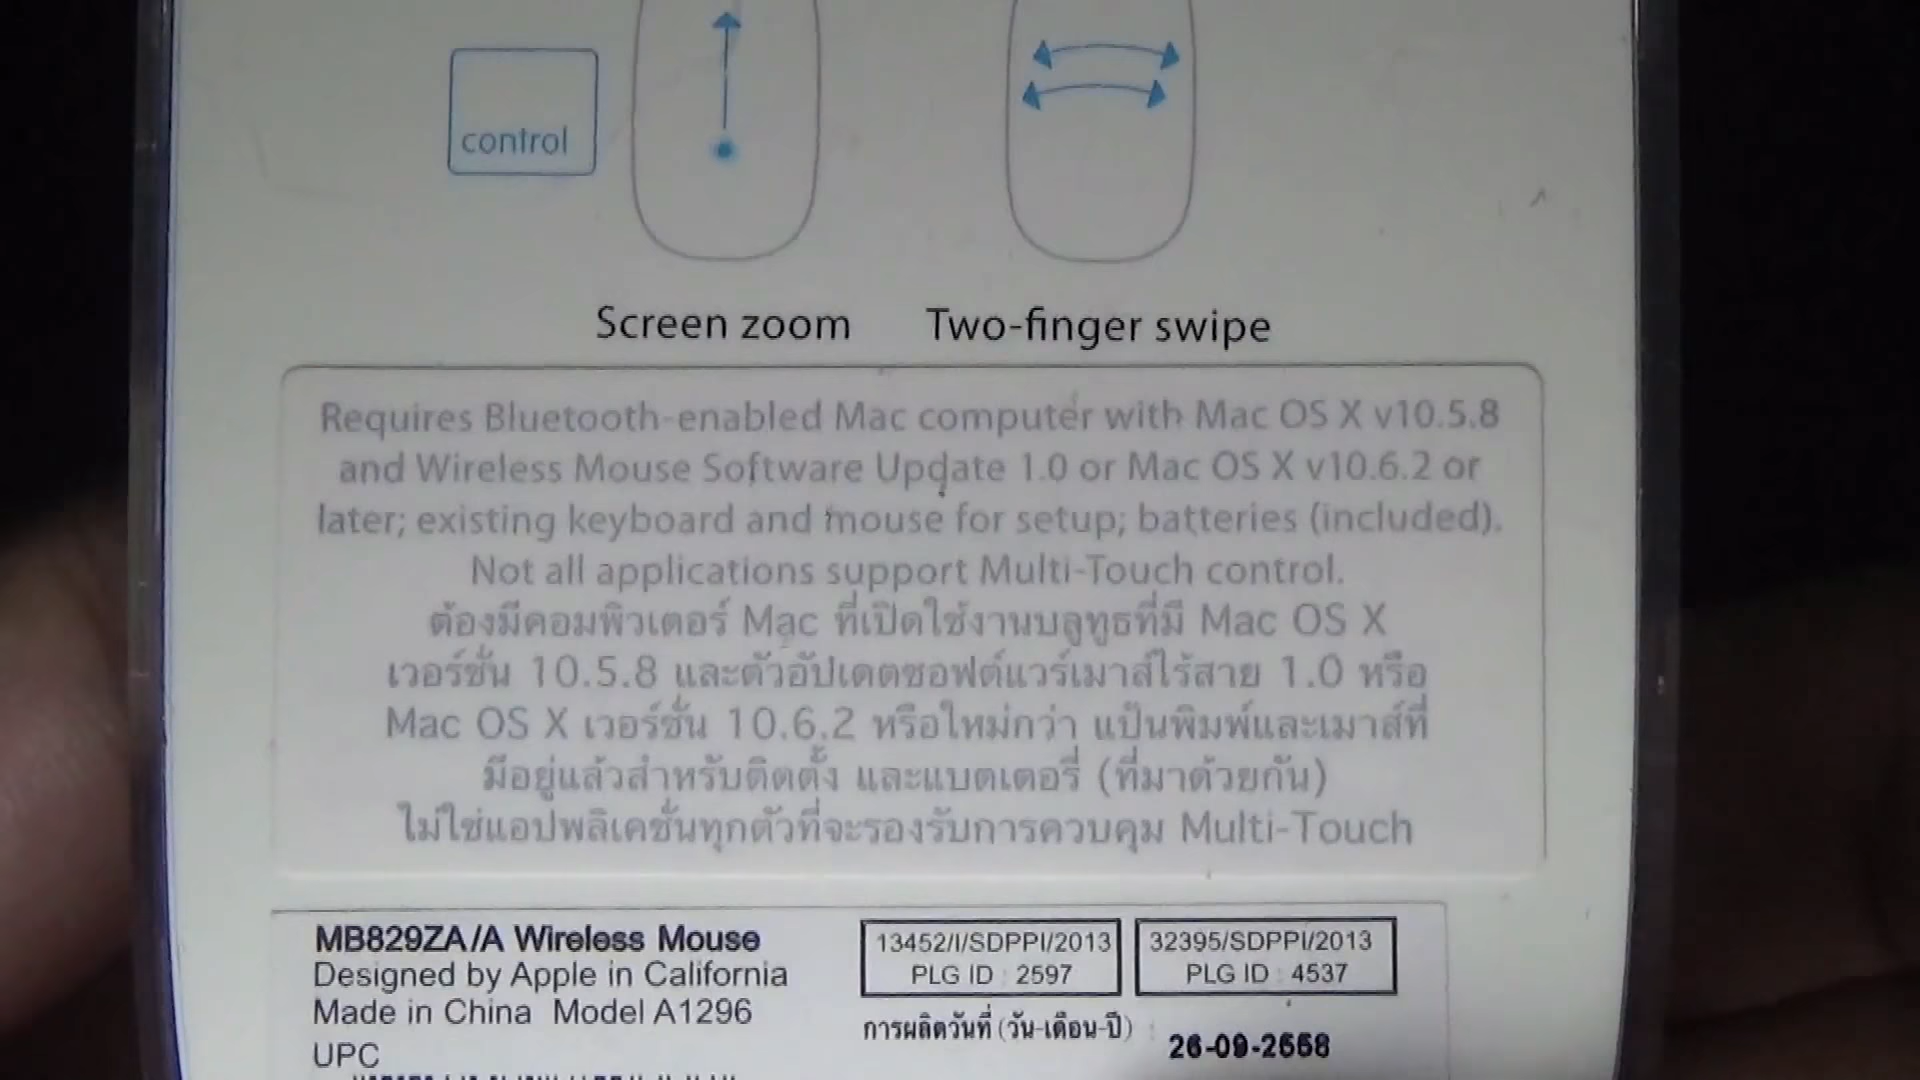 control
Screen zoom
Two-finger swipe
Requires Bluetooth-enabled Mac computer with Mac OS X v10.5.8
and Wireless Mouse Software Update 1.0 or Mac OS X v10.6.2 or
later; existing keyboard and mouse for setup; batteries (included).
Not all applications support Multi-Touch control.
ต้องมีคอมพิวเตอร์ Mac ที่เปิดใช้งานบลูทูธที่มี Mac OS X
เวอร์ชั่น 10.5.8 และตัวอัปเดตซอฟต์แวร์เมาส์ไร้สาย 1.0 หรือ
Mac OS X เวอร์ชั่น 10.6.2 หรือใหม่กว่า แป้นพิมพ์และเมาส์ที่
มีอยู่แล้วสำหรับติดตั้ง และแบตเตอรี่ (ที่มาด้วยกัน)
ไม่ใช่แอปพลิเคชั่นทุกตัวที่จะรองรับการควบคุม Multi-Touch
MB829ZA/A Wireless Mouse
Designed by Apple in California
Made in China Model A1296
UPC
13452/I/SDPPI/2013
PLG ID : 2597
32395/SDPPI/2013
PLG ID : 4537
การผลิตวันที่ (วัน-เดือน-ปี) :
26-09-2558